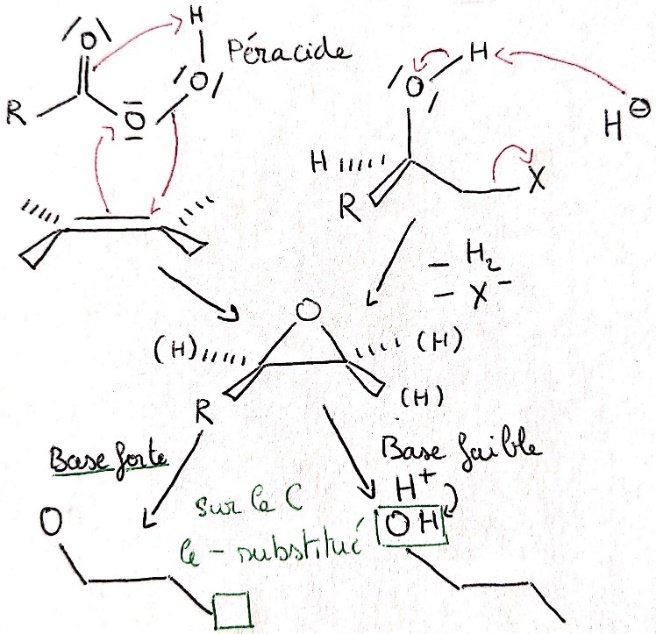 H
O
Péracide
O
R
O
H
O
H⊖
H
R
X
− H₂
− X⁻
O
(H)
(H)
R
(H)
Base forte
Base faible
H⁺
sur le C
OH
le - substitué
O